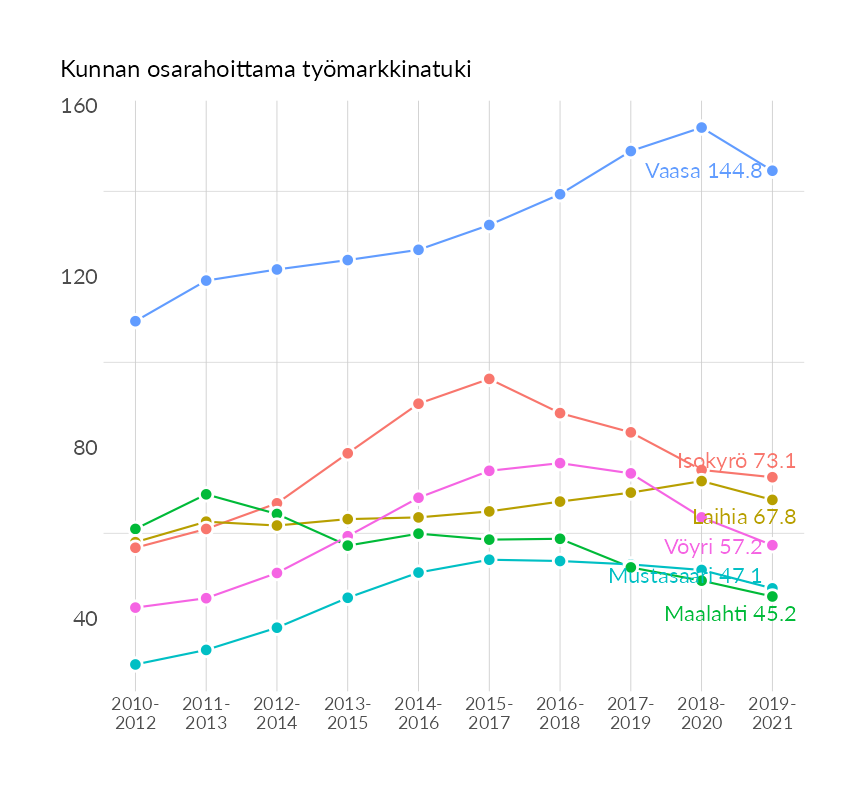 Kunnan osarahoittama työmarkkinatuki
160
120
80
40
Vaasa 144.8
Isokyrö 73.1
Laihia 67.8
Vöyri 57.2
Mustasaari 47.1
Maalahti 45.2
2010- 2011- 2012- 2013- 2014- 2015- 2016- 2017- 2018- 2019-
2012 2013 2014 2015 2016 2017 2018 2019 2020 2021